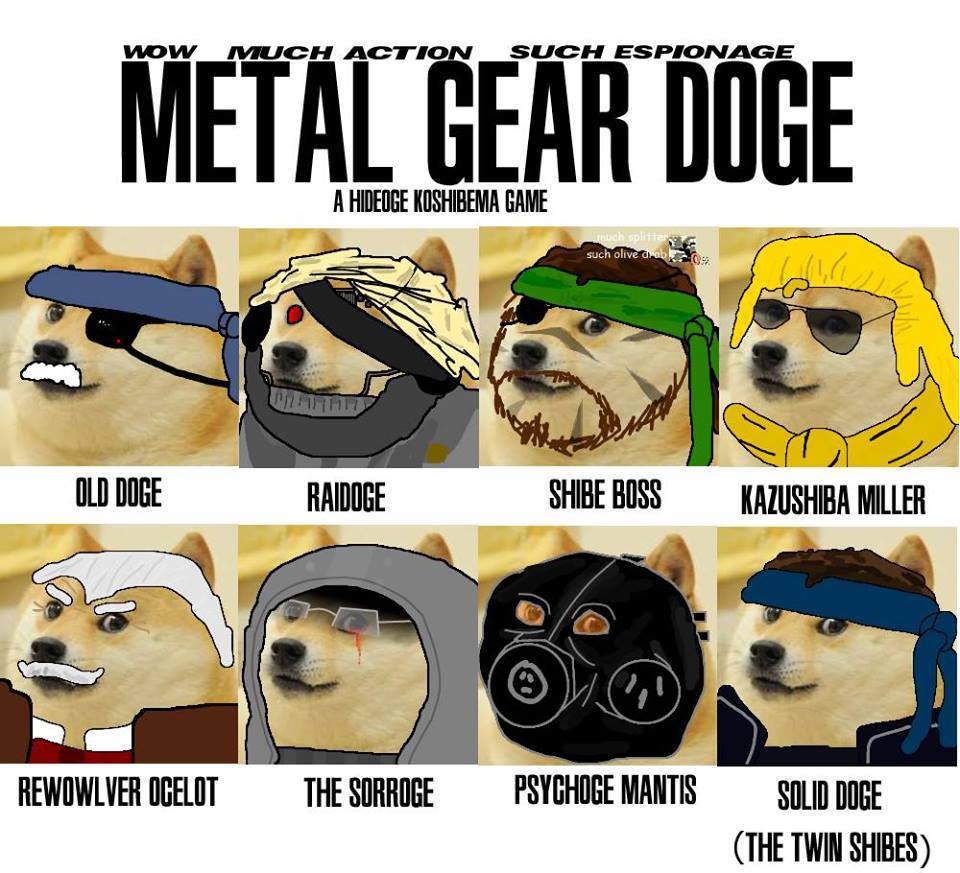 WOW MUCH ACTION SUCH ESPIONAGE
METAL GEAR DOGE
A HIDEOGE KOSHIBEMA GAME
much splitter
such olive drab
OLD DOGE
RAIDOGE
SHIBE BOSS
KAZUSHIBA MILLER
REWOWLVER OCELOT
THE SORROGE
PSYCHOGE MANTIS
SOLID DOGE
(THE TWIN SHIBES)